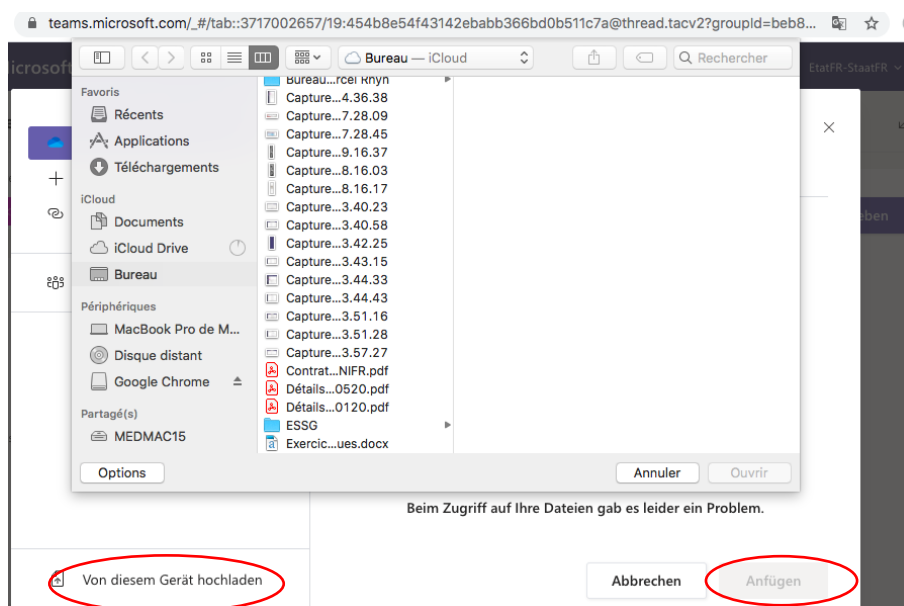 teams.microsoft.com/_#/tab::3717002657/19:454b8e54f43142ebabb366bd0b511c7a@thread.tacv2?groupId=beb8...
icrosoft
Bureau — iCloud
Rechercher
EtatFR-StaatFR
Favoris
Récents
Applications
Téléchargements
iCloud
Documents
iCloud Drive
Bureau
Périphériques
MacBook Pro de M...
Disque distant
Google Chrome
Partagé(s)
MEDMAC15
Bureau...rcel Rhyn
Capture...4.36.38
Capture...7.28.09
Capture...7.28.45
Capture...9.16.37
Capture...8.16.03
Capture...8.16.17
Capture...3.40.23
Capture...3.40.58
Capture...3.42.25
Capture...3.43.15
Capture...3.44.33
Capture...3.44.43
Capture...3.51.16
Capture...3.51.28
Capture...3.57.27
Contrat...NIFR.pdf
Détails...0520.pdf
Détails...0120.pdf
ESSG
Exercic...ues.docx
eben
Options
Annuler
Ouvrir
Beim Zugriff auf Ihre Dateien gab es leider ein Problem.
Von diesem Gerät hochladen
Abbrechen
Anfügen